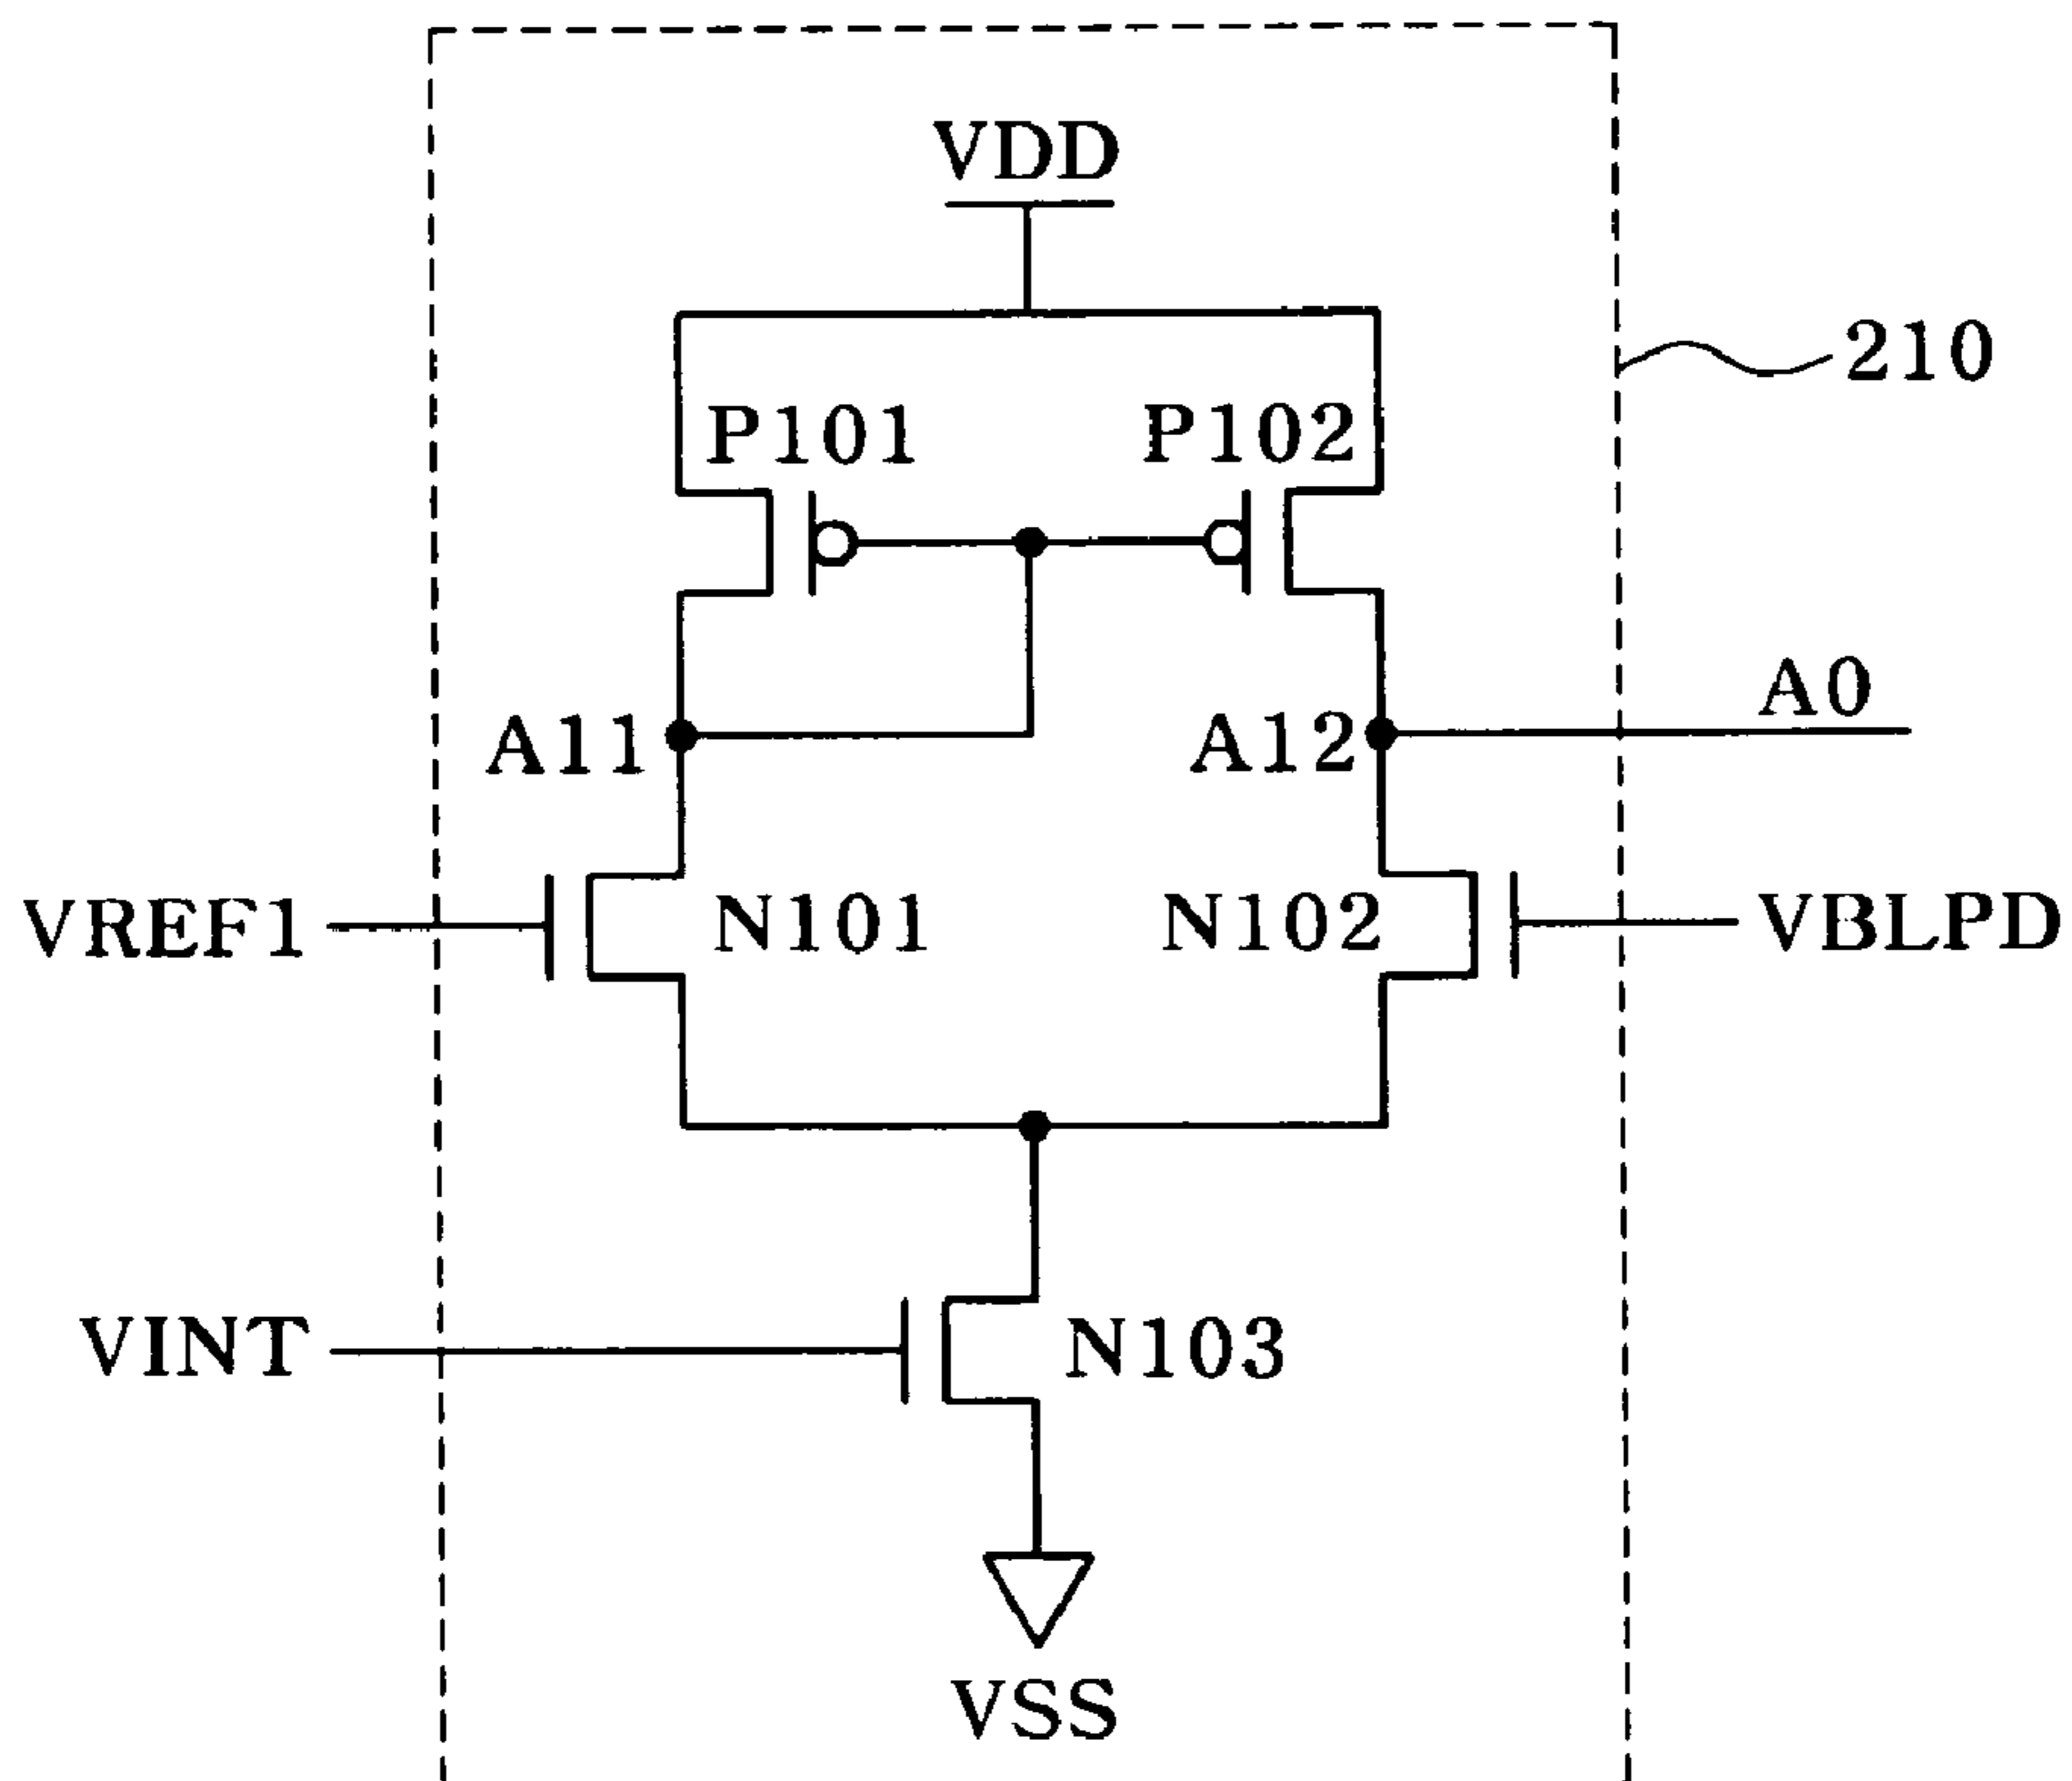 VDD
210
P101
P102
A0
A11
A12
VREF1
N101
N102
VBLPD
VINT
N103
VSS